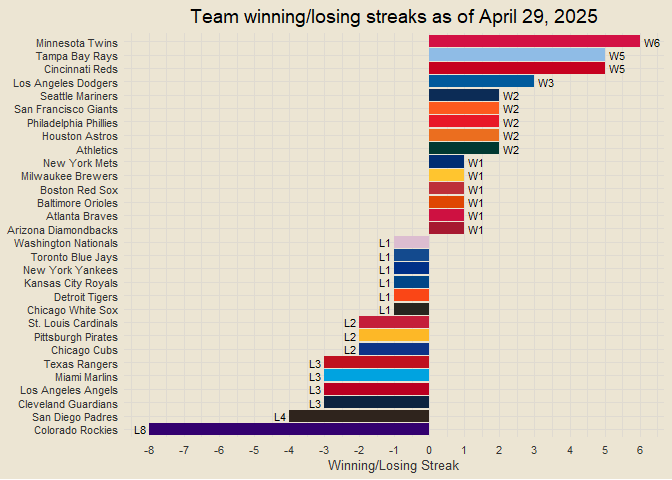 Team winning/losing streaks as of April 29, 2025
Minnesota Twins W6
Tampa Bay Rays W5
Cincinnati Reds W5
Los Angeles Dodgers W3
Seattle Mariners W2
San Francisco Giants W2
Philadelphia Phillies W2
Houston Astros W2
Athletics W2
New York Mets W1
Milwaukee Brewers W1
Boston Red Sox W1
Baltimore Orioles W1
Atlanta Braves W1
Arizona Diamondbacks W1
Washington Nationals L1
Toronto Blue Jays L1
New York Yankees L1
Kansas City Royals L1
Detroit Tigers L1
Chicago White Sox L1
St. Louis Cardinals L2
Pittsburgh Pirates L2
Chicago Cubs L2
Texas Rangers L3
Miami Marlins L3
Los Angeles Angels L3
Cleveland Guardians L3
San Diego Padres L4
Colorado Rockies L8
-8 -7 -6 -5 -4 -3 -2 -1 0 1 2 3 4 5 6
Winning/Losing Streak